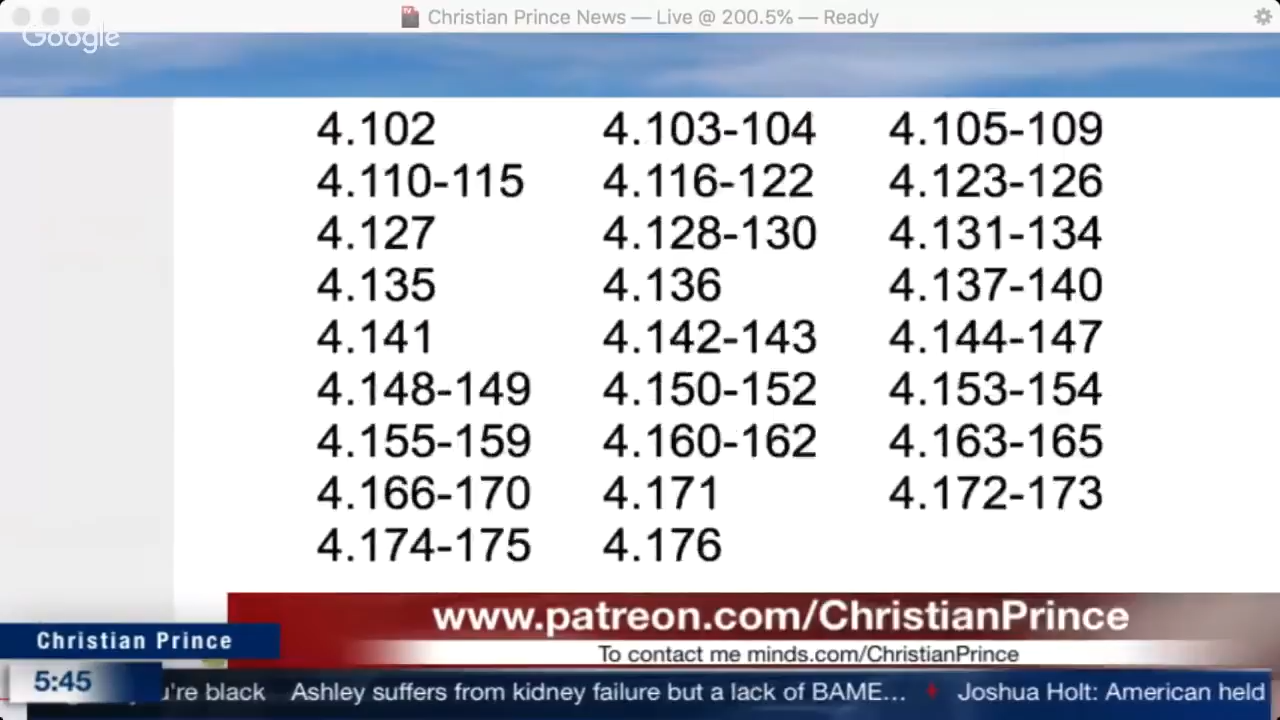 Christian Prince News — Live @ 200.5% — Ready
Google
4.102 4.103-104 4.105-109
4.110-115 4.116-122 4.123-126
4.127 4.128-130 4.131-134
4.135 4.136 4.137-140
4.141 4.142-143 4.144-147
4.148-149 4.150-152 4.153-154
4.155-159 4.160-162 4.163-165
4.166-170 4.171 4.172-173
4.174-175 4.176
www.patreon.com/ChristianPrince
Christian Prince
To contact me minds.com/ChristianPrince
5:45
're black Ashley suffers from kidney failure but a lack of BAME... Joshua Holt: American held